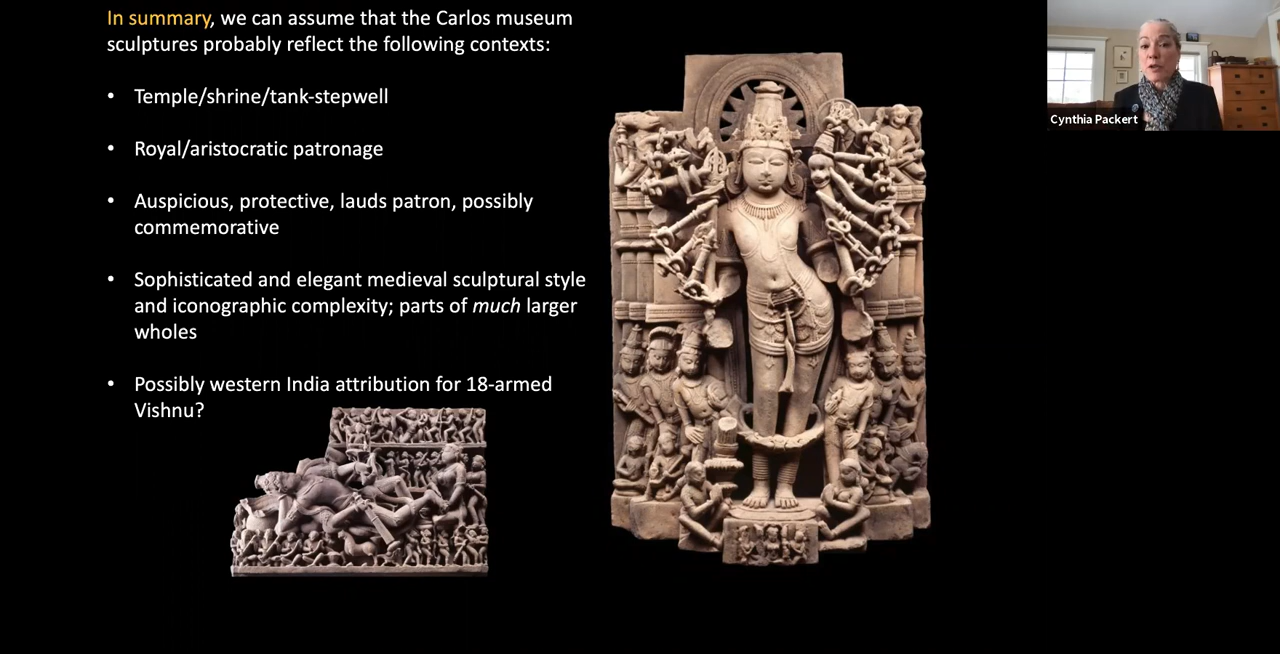 In summary, we can assume that the Carlos museum
sculptures probably reflect the following contexts:
• Temple/shrine/tank-stepwell
• Royal/aristocratic patronage
• Auspicious, protective, lauds patron, possibly
commemorative
• Sophisticated and elegant medieval sculptural style
and iconographic complexity; parts of much larger
wholes
• Possibly western India attribution for 18-armed
Vishnu?
Cynthia Packert